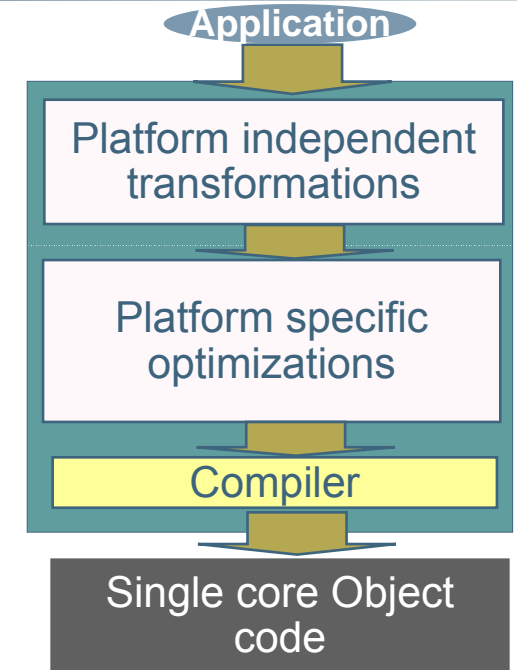 Application
Platform independent
transformations
Platform specific
optimizations
Compiler
Single core Object
code